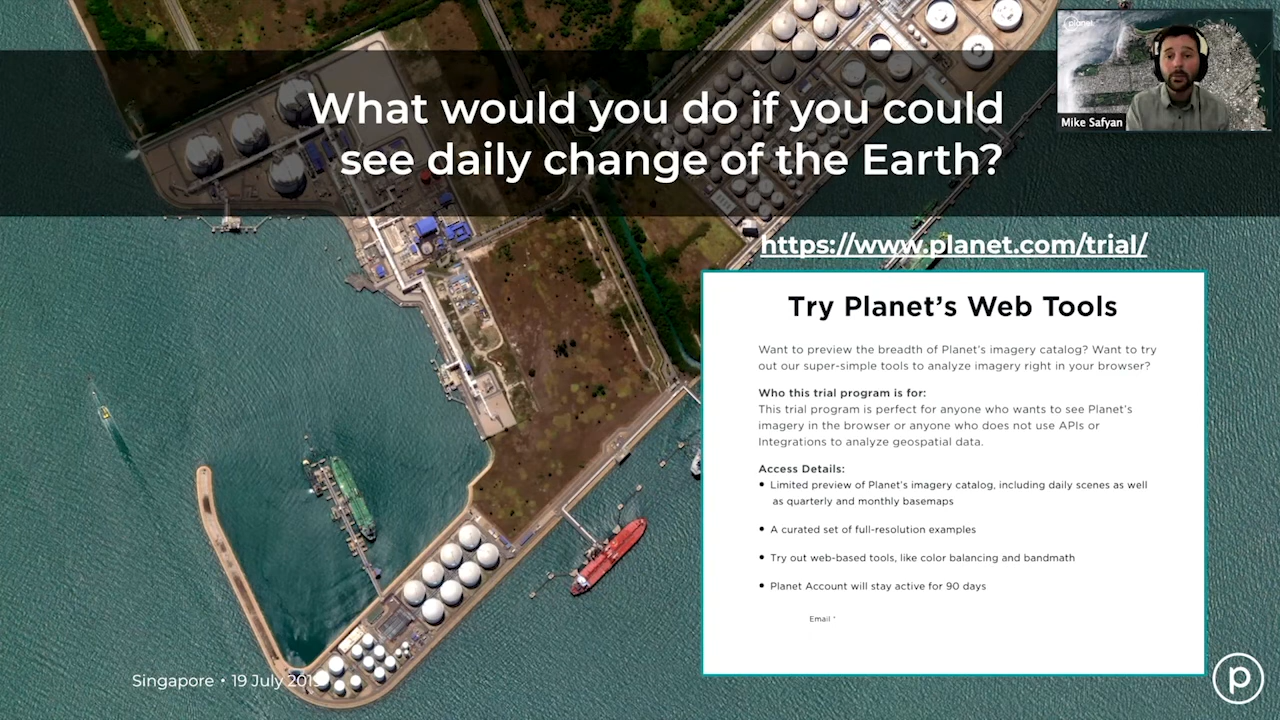 What would you do if you could
see daily change of the Earth?
planet
Mike Safyan
https://www.planet.com/trial/
Try Planet's Web Tools
Want to preview the breadth of Planet's imagery catalog? Want to try
out our super-simple tools to analyze imagery right in your browser?
Who this trial program is for:
This trial program is perfect for anyone who wants to see Planet's
imagery in the browser or anyone who does not use APIs or
Integrations to analyze geospatial data.
Access Details:
• Limited preview of Planet's imagery catalog, including daily scenes as well
as quarterly and monthly basemaps
• A curated set of full-resolution examples
• Try out web-based tools, like color balancing and bandmath
• Planet Account will stay active for 90 days
Email *
Singapore • 19 July
p